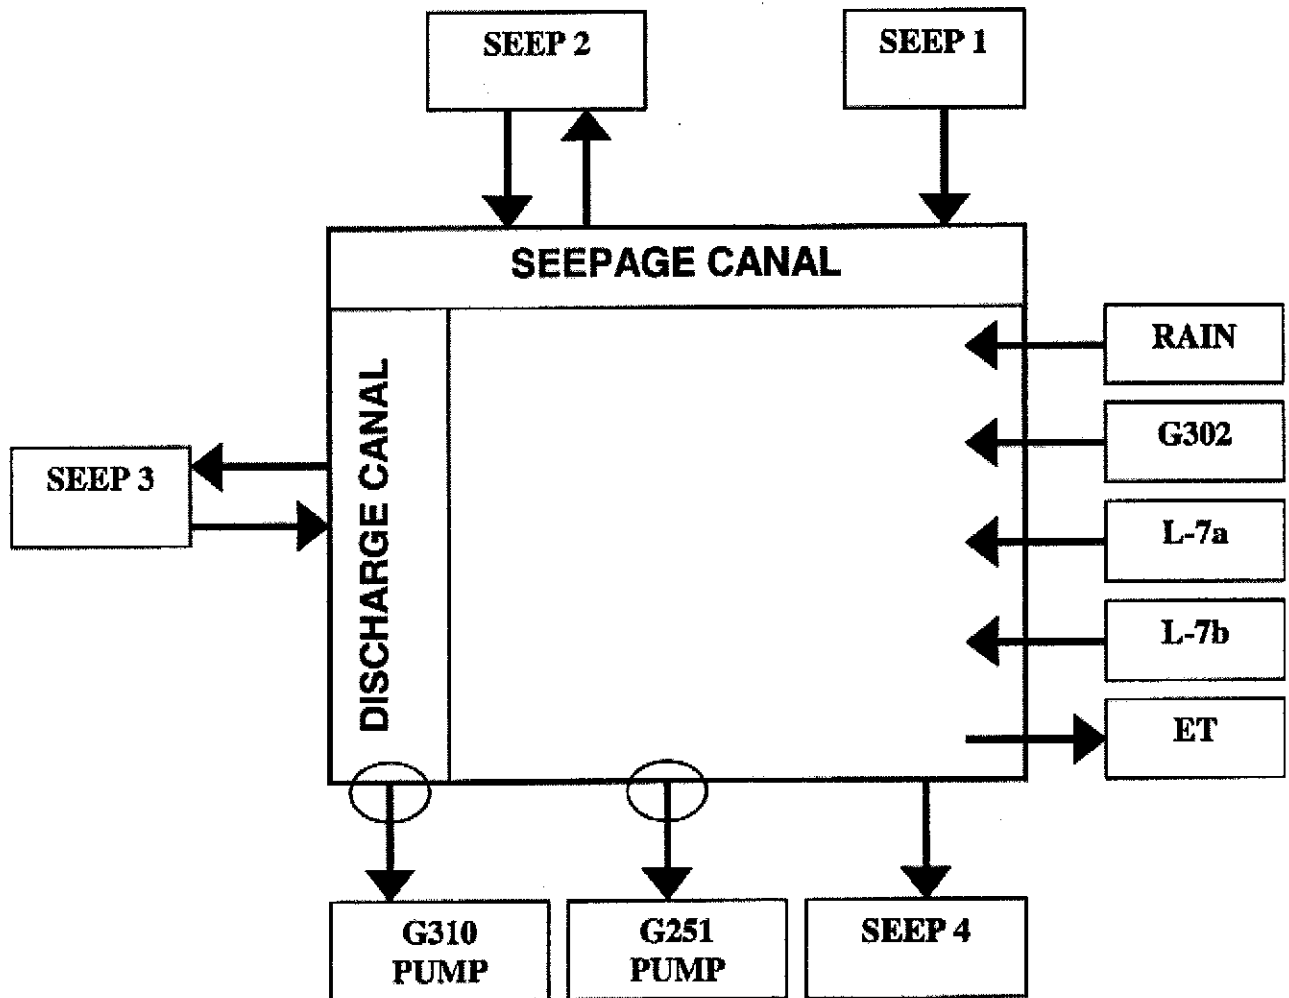 SEEP 2
SEEP 1
SEEPAGE CANAL
RAIN
G302
DISCHARGE CANAL
SEEP 3
L-7a
L-7b
ET
G310
PUMP
G251
PUMP
SEEP 4